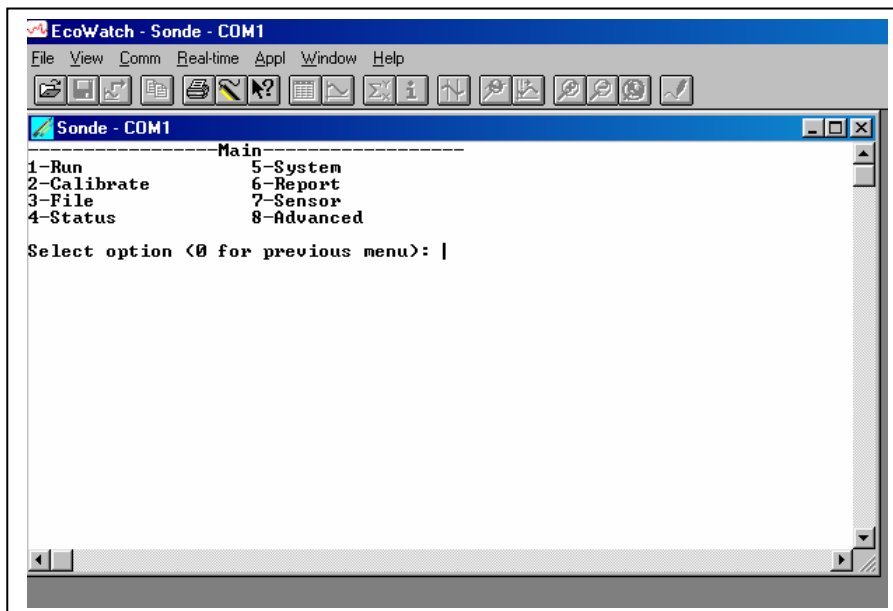 EcoWatch - Sonde - COM1
File View Comm Real-time Appl Window Help
Sonde - COM1
------------------Main-------------------
1-Run 5-System
2-Calibrate 6-Report
3-File 7-Sensor
4-Status 8-Advanced
Select option (0 for previous menu):